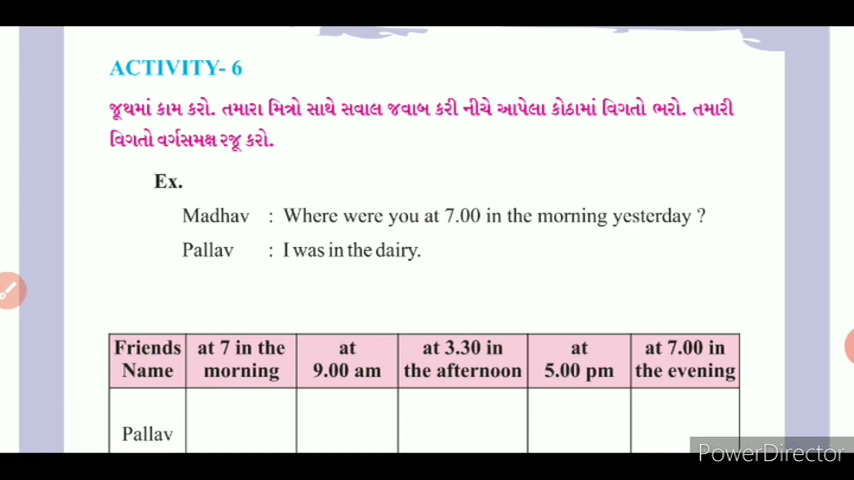 ACTIVITY- 6
જૂથમાં કામ કરો. તમારા મિત્રો સાથે સવાલ જવાબ કરી નીચે આપેલા કોઠામાં વિગતો ભરો. તમારી
વિગતો વર્ગસમક્ષ રજૂ કરો.
Ex.
Madhav : Where were you at 7.00 in the morning yesterday ?
Pallav : I was in the dairy.
Friends Name at 7 in the morning at 9.00 am at 3.30 in the afternoon at 5.00 pm at 7.00 in the evening
Pallav
PowerDirector